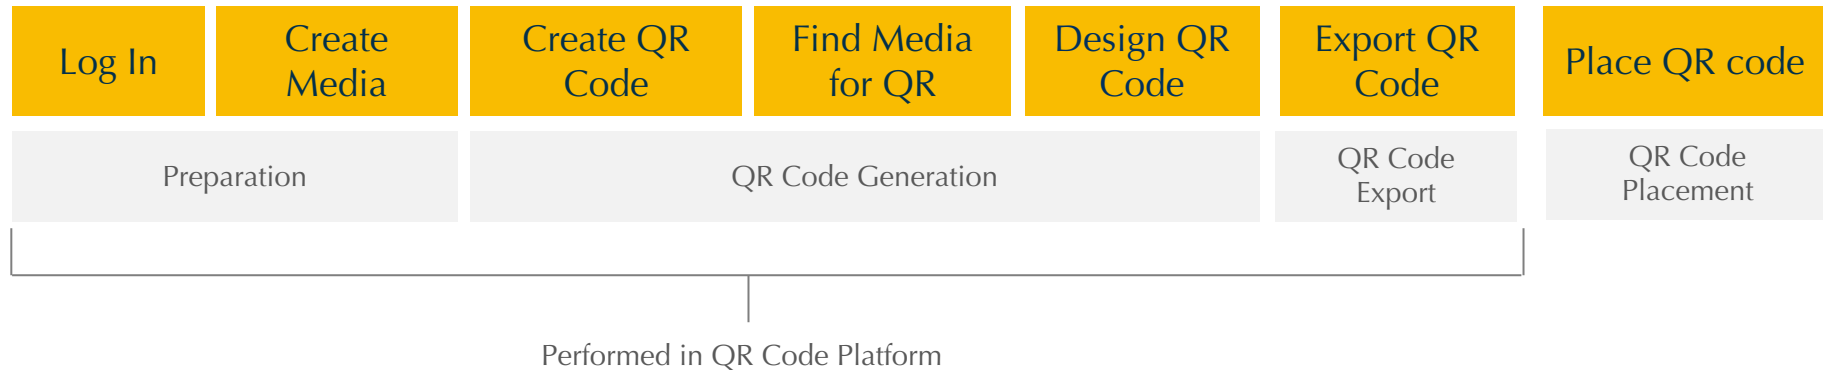 Log In
Create
Media
Create QR
Code
Find Media
for QR
Design QR
Code
Export QR
Code
Place QR code
Preparation
QR Code Generation
QR Code
Export
QR Code
Placement
Performed in QR Code Platform